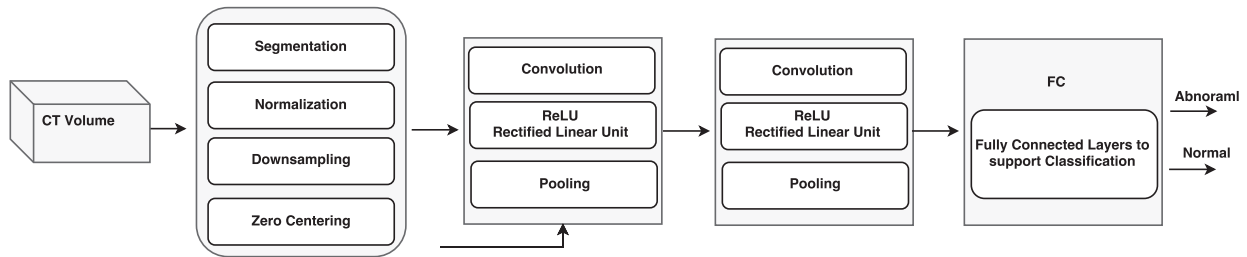 CT Volume
Segmentation
Normalization
Downsampling
Zero Centering
Convolution
ReLU
Rectified Linear Unit
Pooling
Convolution
ReLU
Rectified Linear Unit
Pooling
FC
Fully Connected Layers to
support Classification
Abnoraml
Normal